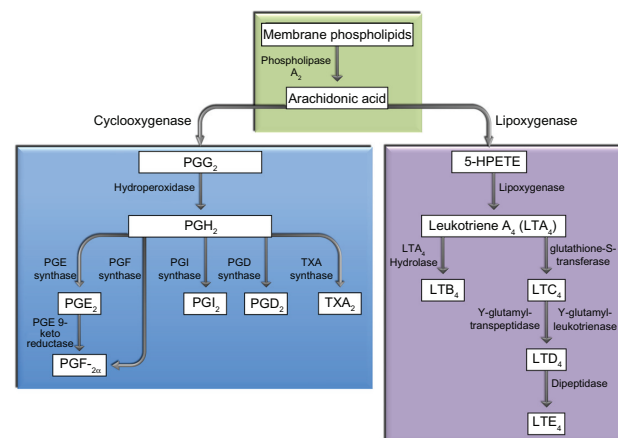 Membrane phospholipids
Phospholipase
A₂
Arachidonic acid
Cyclooxygenase
Lipoxygenase
PGG₂
Hydroperoxidase
PGH₂
PGE
synthase
PGF
synthase
PGI
synthase
PGD
synthase
TXA
synthase
PGE₂
PGI₂
PGD₂
TXA₂
PGE 9-
keto
reductase
PGF-₂α
5-HPETE
Lipoxygenase
Leukotriene A₄ (LTA₄)
LTA₄
Hydrolase
glutathione-S-
transferase
LTB₄
LTC₄
Y-glutamyl-
transpeptidase
Y-glutamyl-
leukotrienase
LTD₄
Dipeptidase
LTE₄